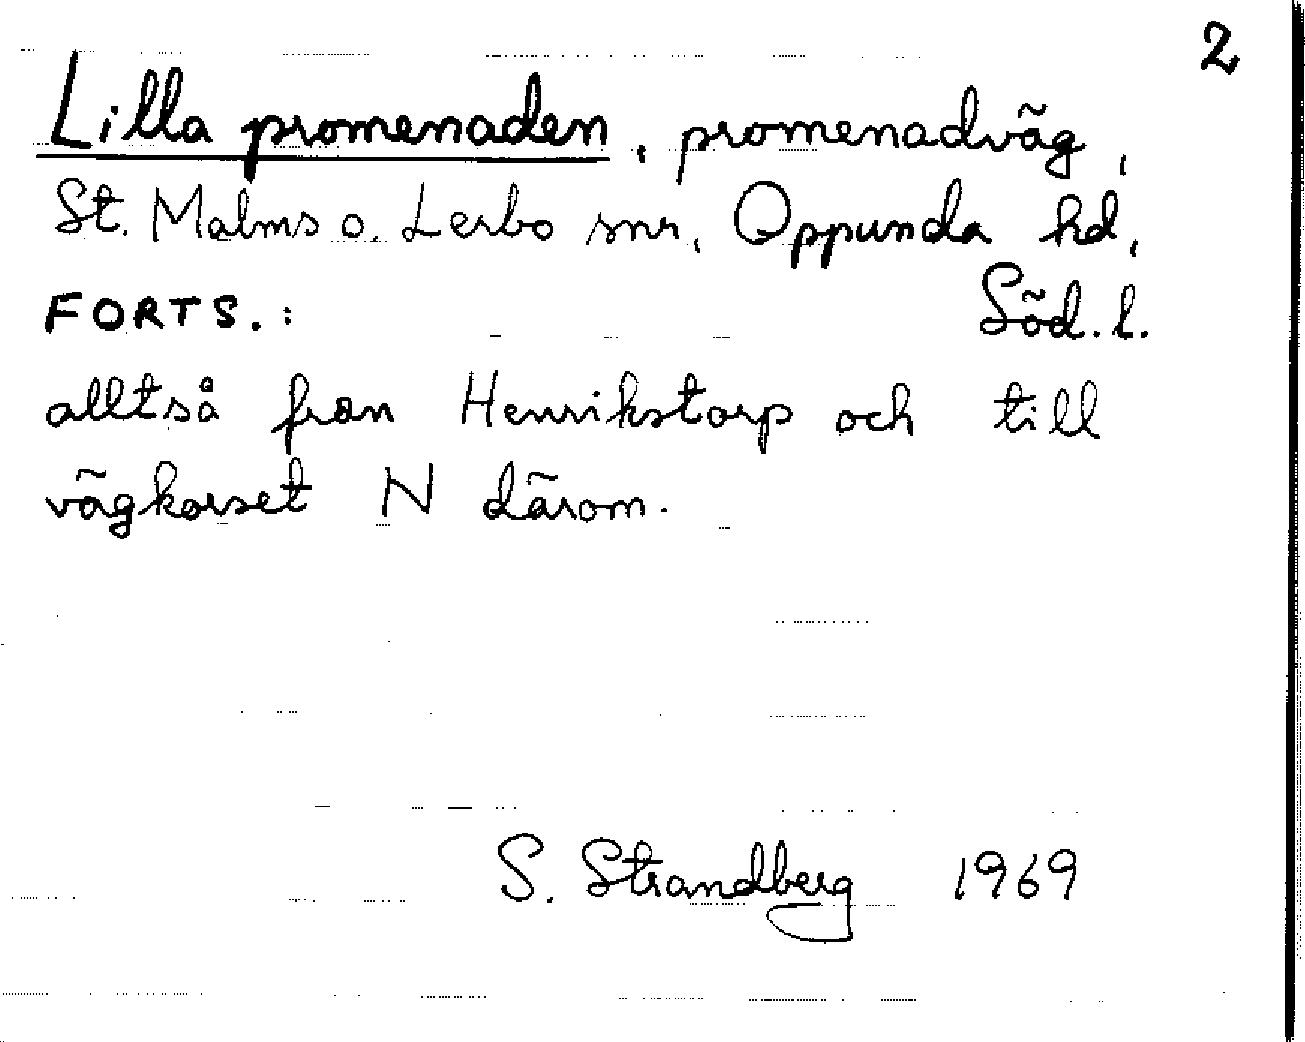 2
Lilla promenaden, promenadväg,
St. Malms o. Lerbo snr, Oppunda hd,
Söd. l.
FORTS. :
alltså från Henrikstorp och till
vägkorset N därom.
S. Strandberg 1969